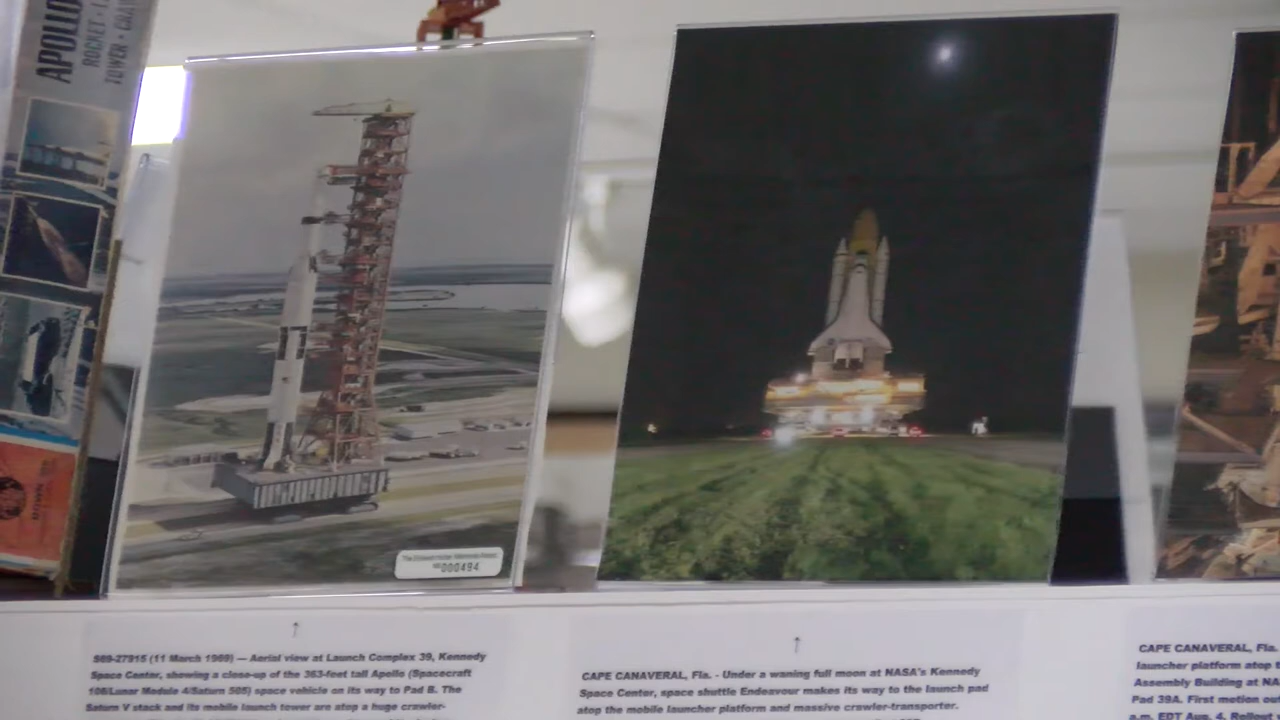 APOLLO
ROCKET
TOWER
000494
S69-27915 (11 March 1969) — Aerial view at Launch Complex 39, Kennedy
Space Center, showing a close-up of the 363-feet tall Apollo (Spacecraft
106/Lunar Module 4/Saturn 505) space vehicle on its way to Pad B. The
Saturn V stack and its mobile launch tower are atop a huge crawler-
CAPE CANAVERAL, Fla. - Under a waning full moon at NASA's Kennedy
Space Center, space shuttle Endeavour makes its way to the launch pad
atop the mobile launcher platform and massive crawler-transporter.
CAPE CANAVERAL, Fla.
launcher platform atop
Assembly Building at NA
Pad 39A. First motion
a.m. EDT Aug. 4. Rollout